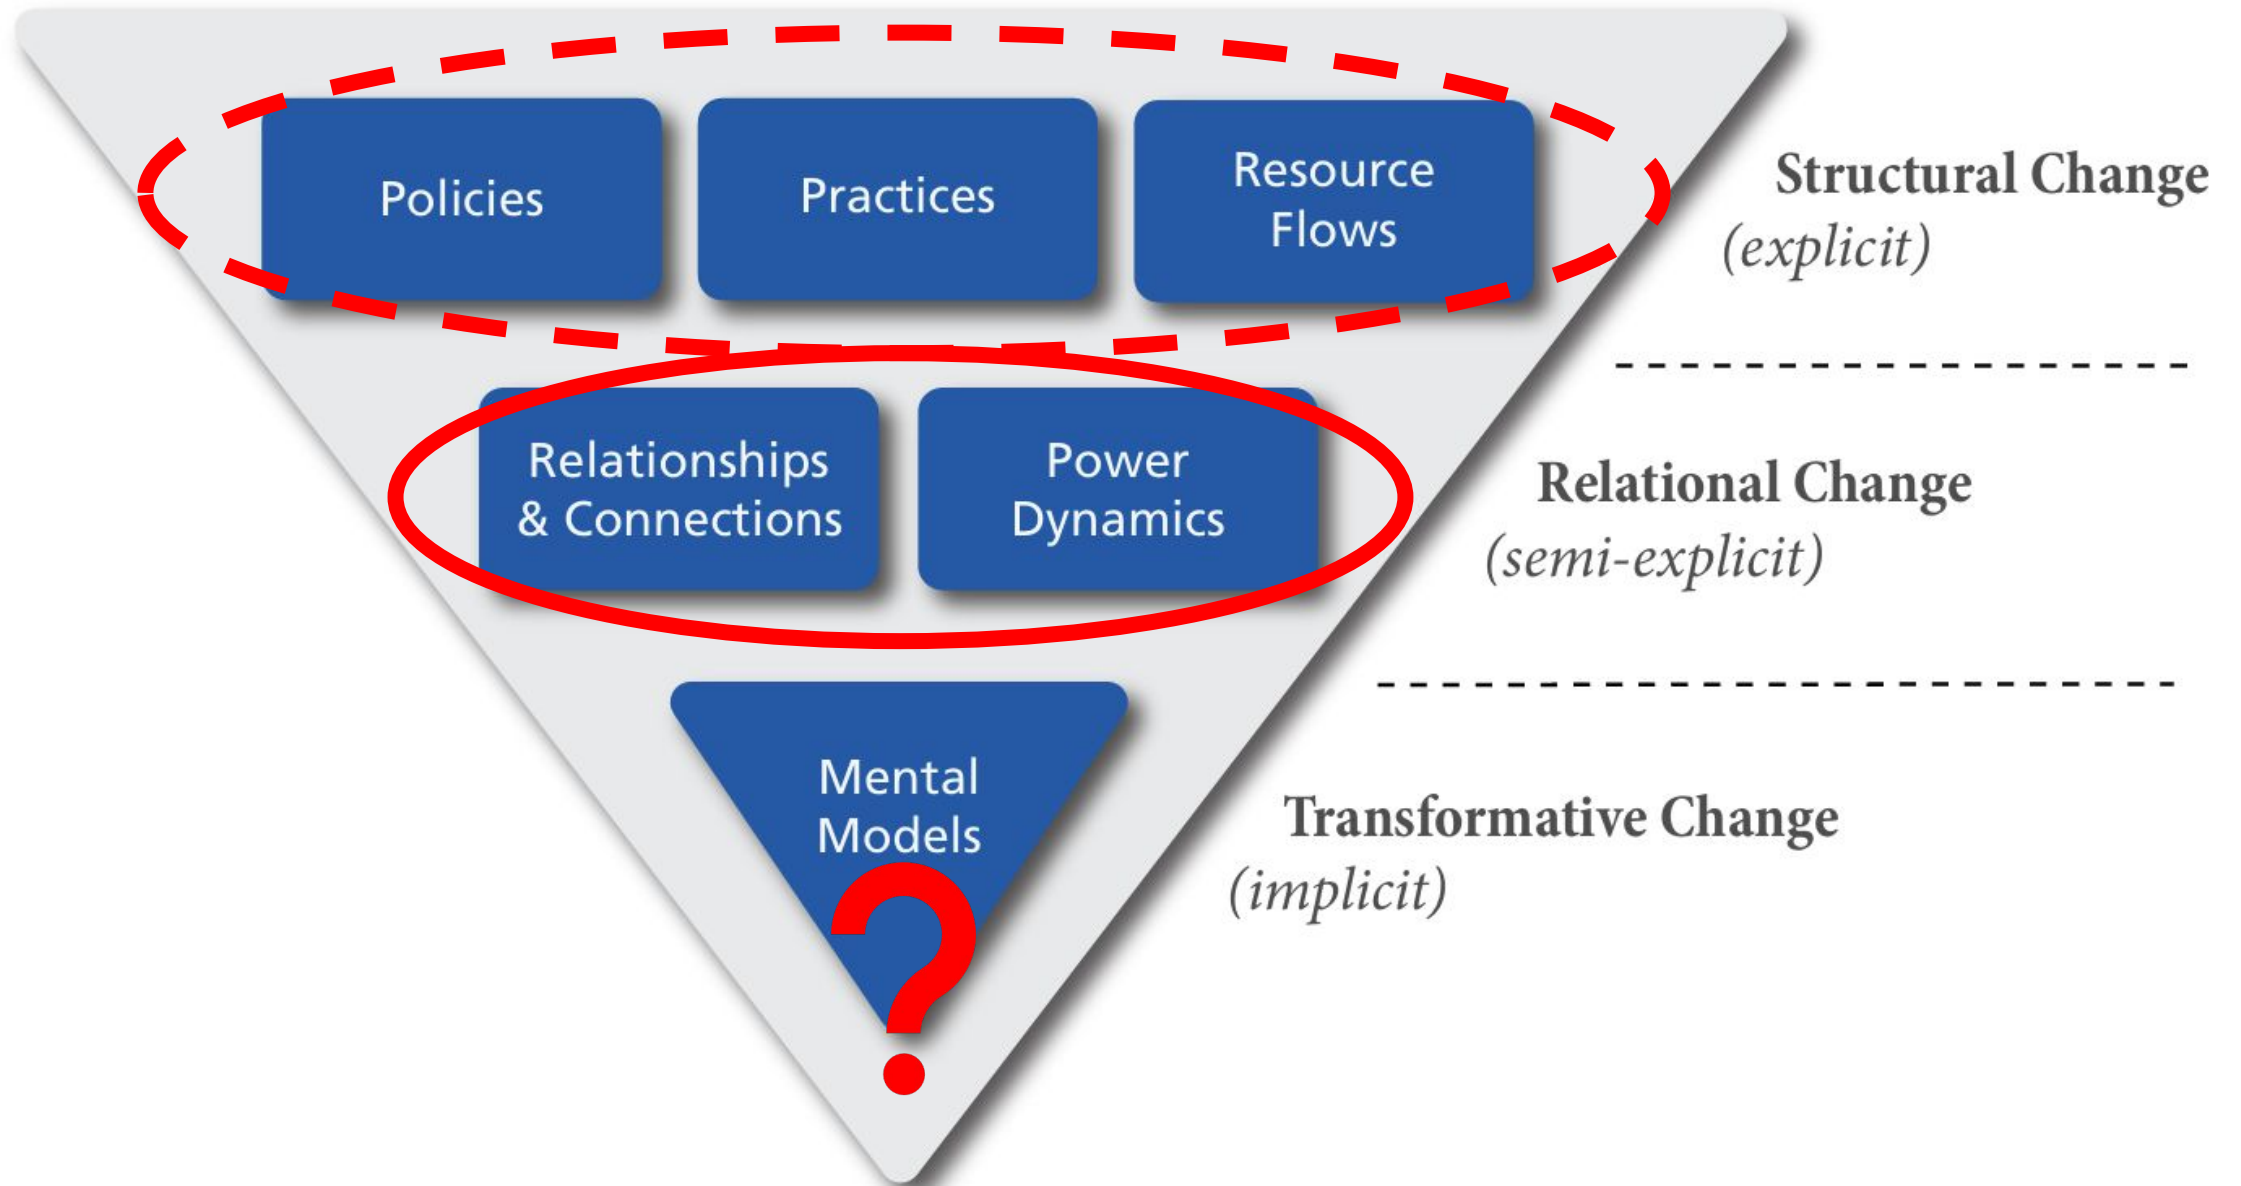 Policies
Practices
Resource
Flows
Structural Change
(explicit)
Relationships
& Connections
Power
Dynamics
Relational Change
(semi-explicit)
Mental
Models
?
Transformative Change
(implicit)